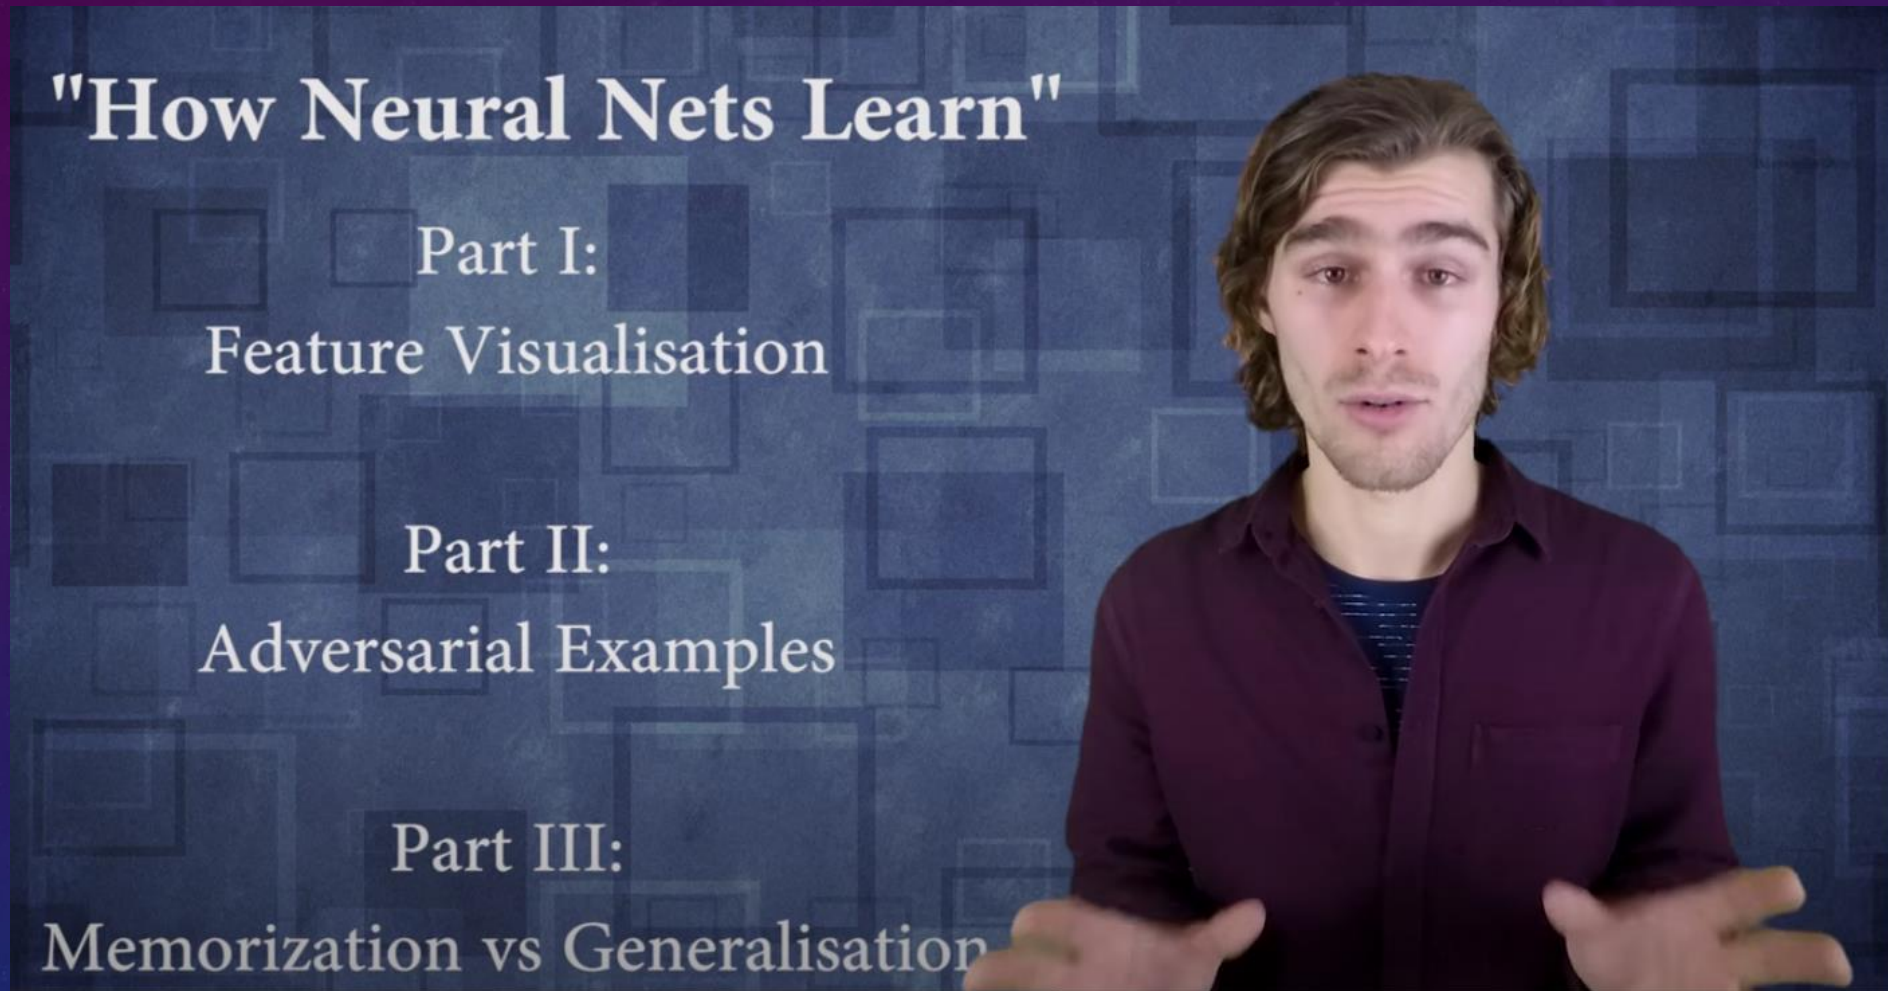 "How Neural Nets Learn"
Part I:
Feature Visualisation
Part II:
Adversarial Examples
Part III:
Memorization vs Generalisation